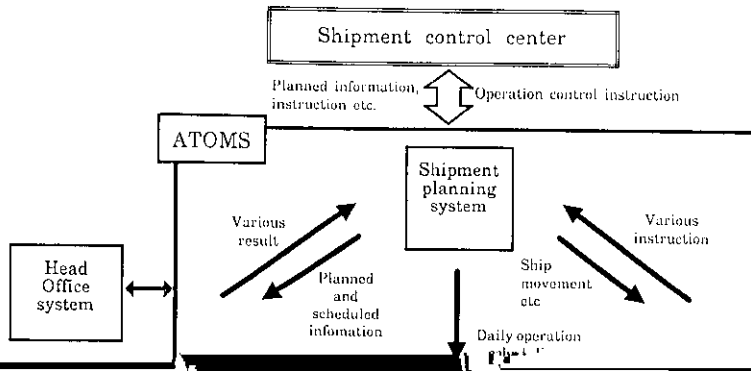 Shipment control center
Planned information,
instruction etc.
Operation control instruction
ATOMS
Shipment
planning
system
Various
result
Various
instruction
Head
Office
system
Planned
and
scheduled
infomation
Ship
movement
etc
Daily operation